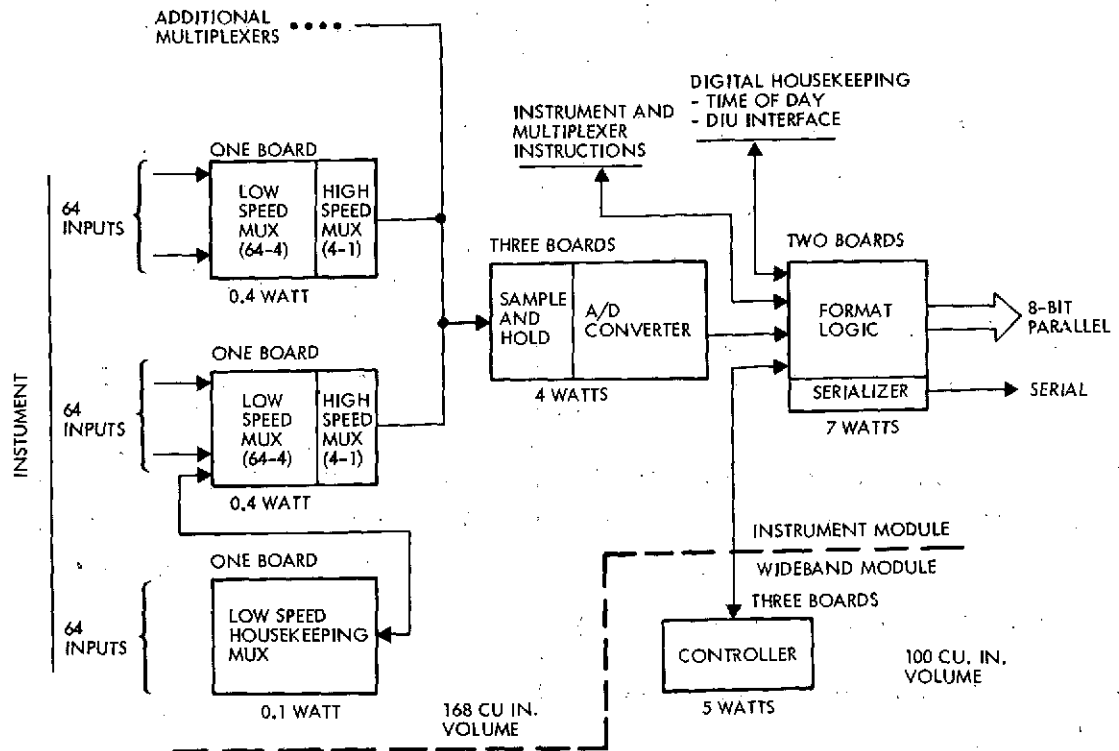 ADDITIONAL
MULTIPLEXERS ••••
DIGITAL HOUSEKEEPING
- TIME OF DAY
- DIU INTERFACE
INSTRUMENT AND
MULTIPLEXER
INSTRUCTIONS
ONE BOARD
64
INPUTS
LOW
SPEED
MUX
(64-4)
HIGH
SPEED
MUX
(4-1)
0.4 WATT
THREE BOARDS
SAMPLE
AND
HOLD
A/D
CONVERTER
4 WATTS
TWO BOARDS
FORMAT
LOGIC
SERIALIZER
7 WATTS
8-BIT
PARALLEL
SERIAL
INSTUMENT
ONE BOARD
64
INPUTS
LOW
SPEED
MUX
(64-4)
HIGH
SPEED
MUX
(4-1)
0.4 WATT
ONE BOARD
64
INPUTS
LOW SPEED
HOUSEKEEPING
MUX
0.1 WATT
168 CU IN.
VOLUME
INSTRUMENT MODULE
WIDEBAND MODULE
THREE BOARDS
CONTROLLER
5 WATTS
100 CU. IN.
VOLUME